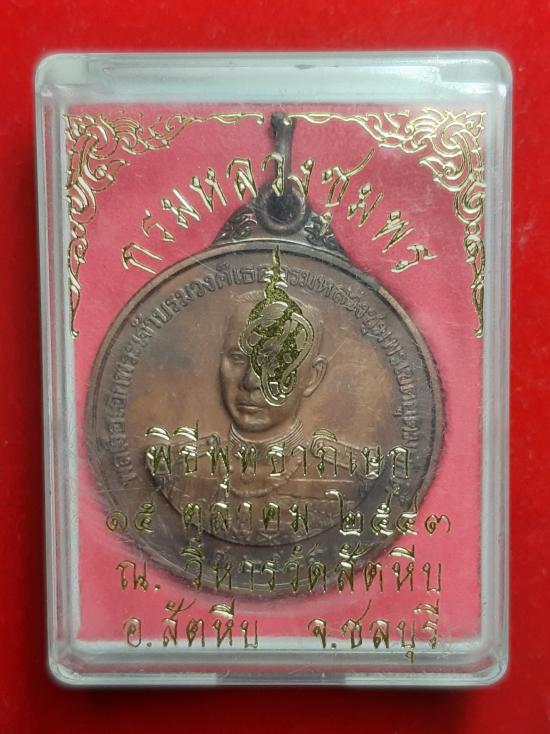 กรมหลวงชุมพร
พิธีพุทธาภิเษก
๑๕ ตุลาคม ๒๕๔๓
ณ. วิหารวัดสัตหีบ
อ.สัตหีบ จ.ชลบุรี